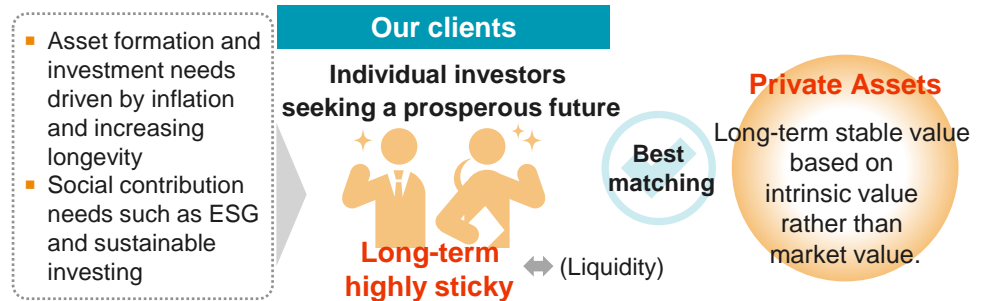 ▪ Asset formation and
investment needs
driven by inflation
and increasing
longevity
▪ Social contribution
needs such as ESG
and sustainable
investing
Our clients
Individual investors
seeking a prosperous future
Long-term
highly sticky
(Liquidity)
Best
matching
Private Assets
Long-term stable value
based on
intrinsic value
rather than
market value.